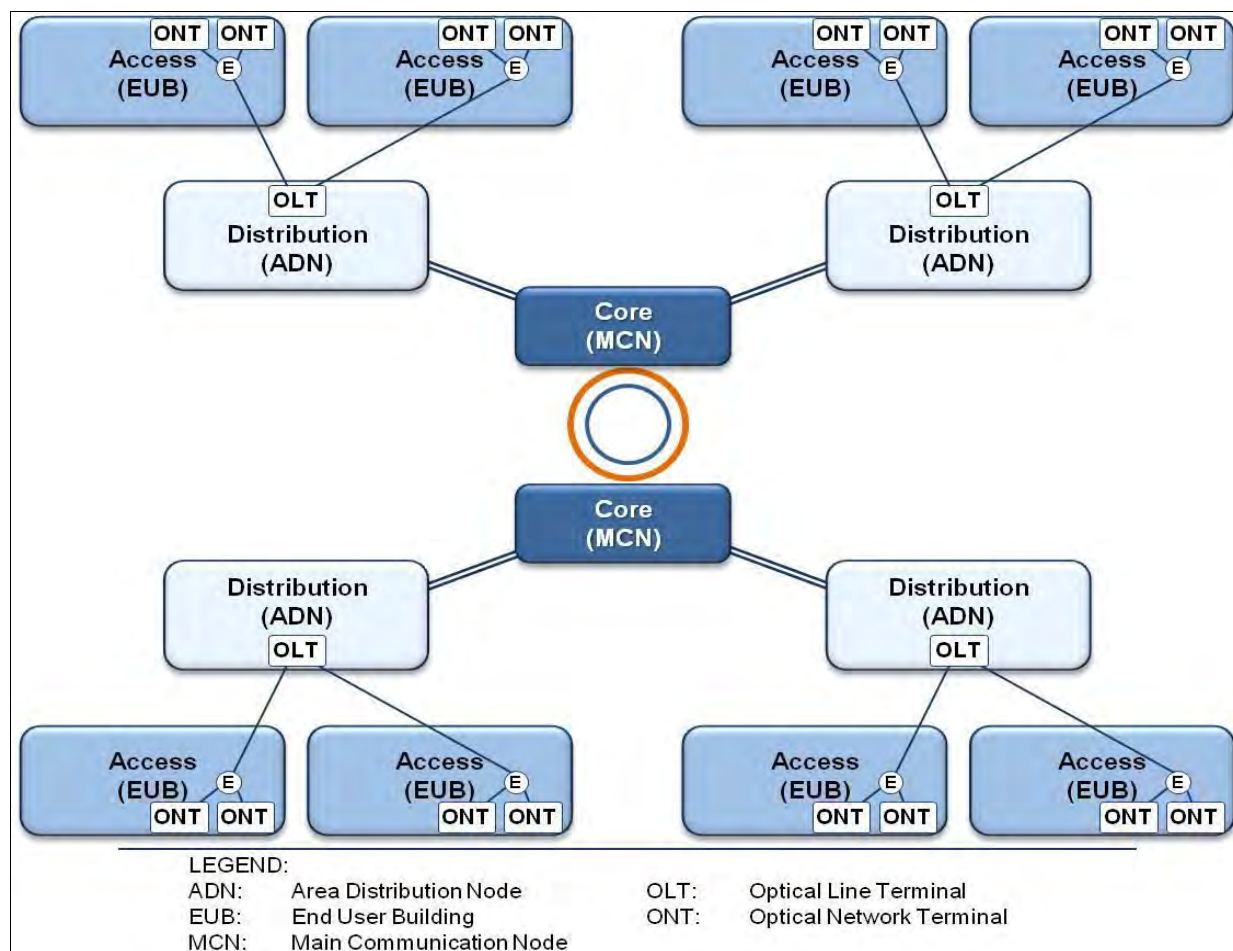 ONT ONT ONT ONT ONT ONT ONT ONT
Access Access Access Access
E E E E
(EUB) (EUB) (EUB) (EUB)
OLT OLT
Distribution Distribution
(ADN) (ADN)
Core
(MCN)
Core
(MCN)
Distribution Distribution
(ADN) (ADN)
OLT OLT
Access Access Access Access
E E E E
(EUB) (EUB) (EUB) (EUB)
ONT ONT ONT ONT ONT ONT ONT ONT
LEGEND:
ADN: Area Distribution Node OLT: Optical Line Terminal
EUB: End User Building ONT: Optical Network Terminal
MCN: Main Communication Node